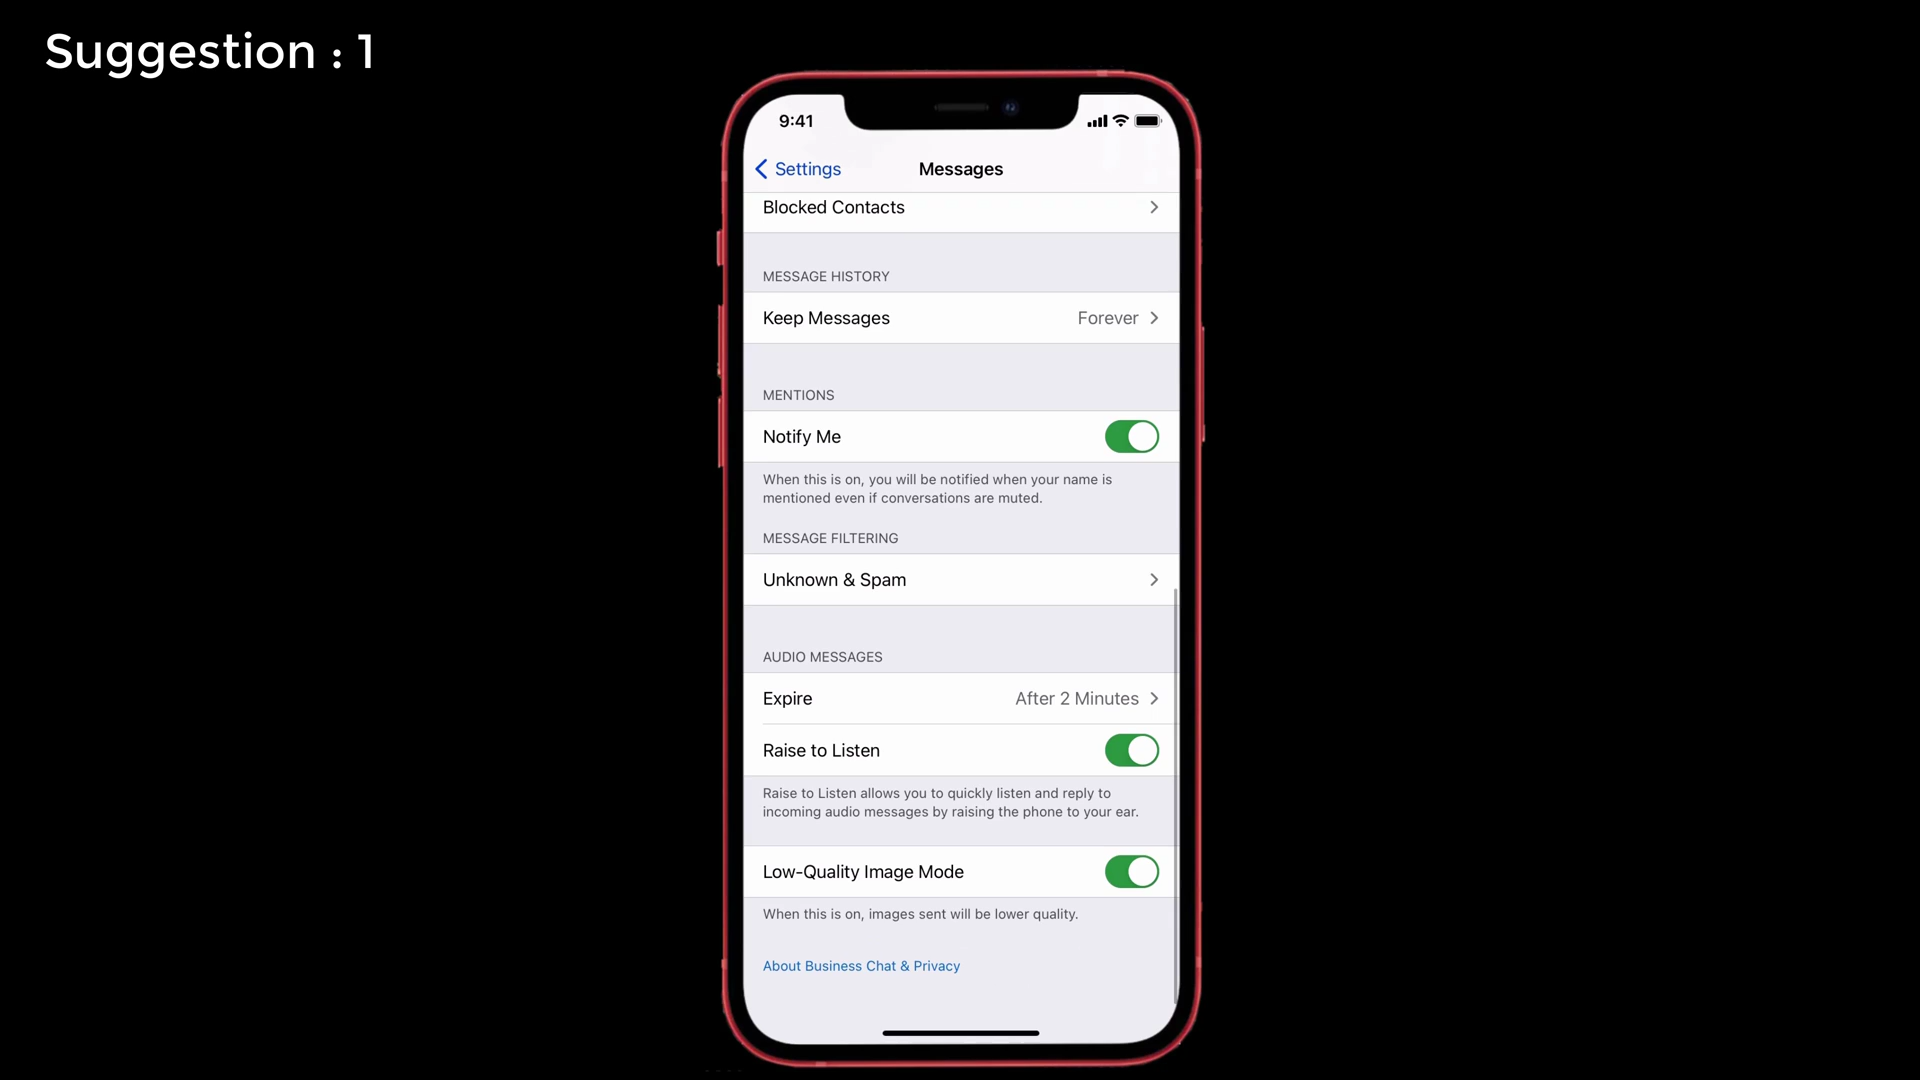 Suggestion : 1
9:41
Settings
Messages
Blocked Contacts
MESSAGE HISTORY
Keep Messages
Forever
MENTIONS
Notify Me
When this is on, you will be notified when your name is
mentioned even if conversations are muted.
MESSAGE FILTERING
Unknown & Spam
AUDIO MESSAGES
Expire
After 2 Minutes
Raise to Listen
Raise to Listen allows you to quickly listen and reply to
incoming audio messages by raising the phone to your ear.
Low-Quality Image Mode
When this is on, images sent will be lower quality.
About Business Chat & Privacy